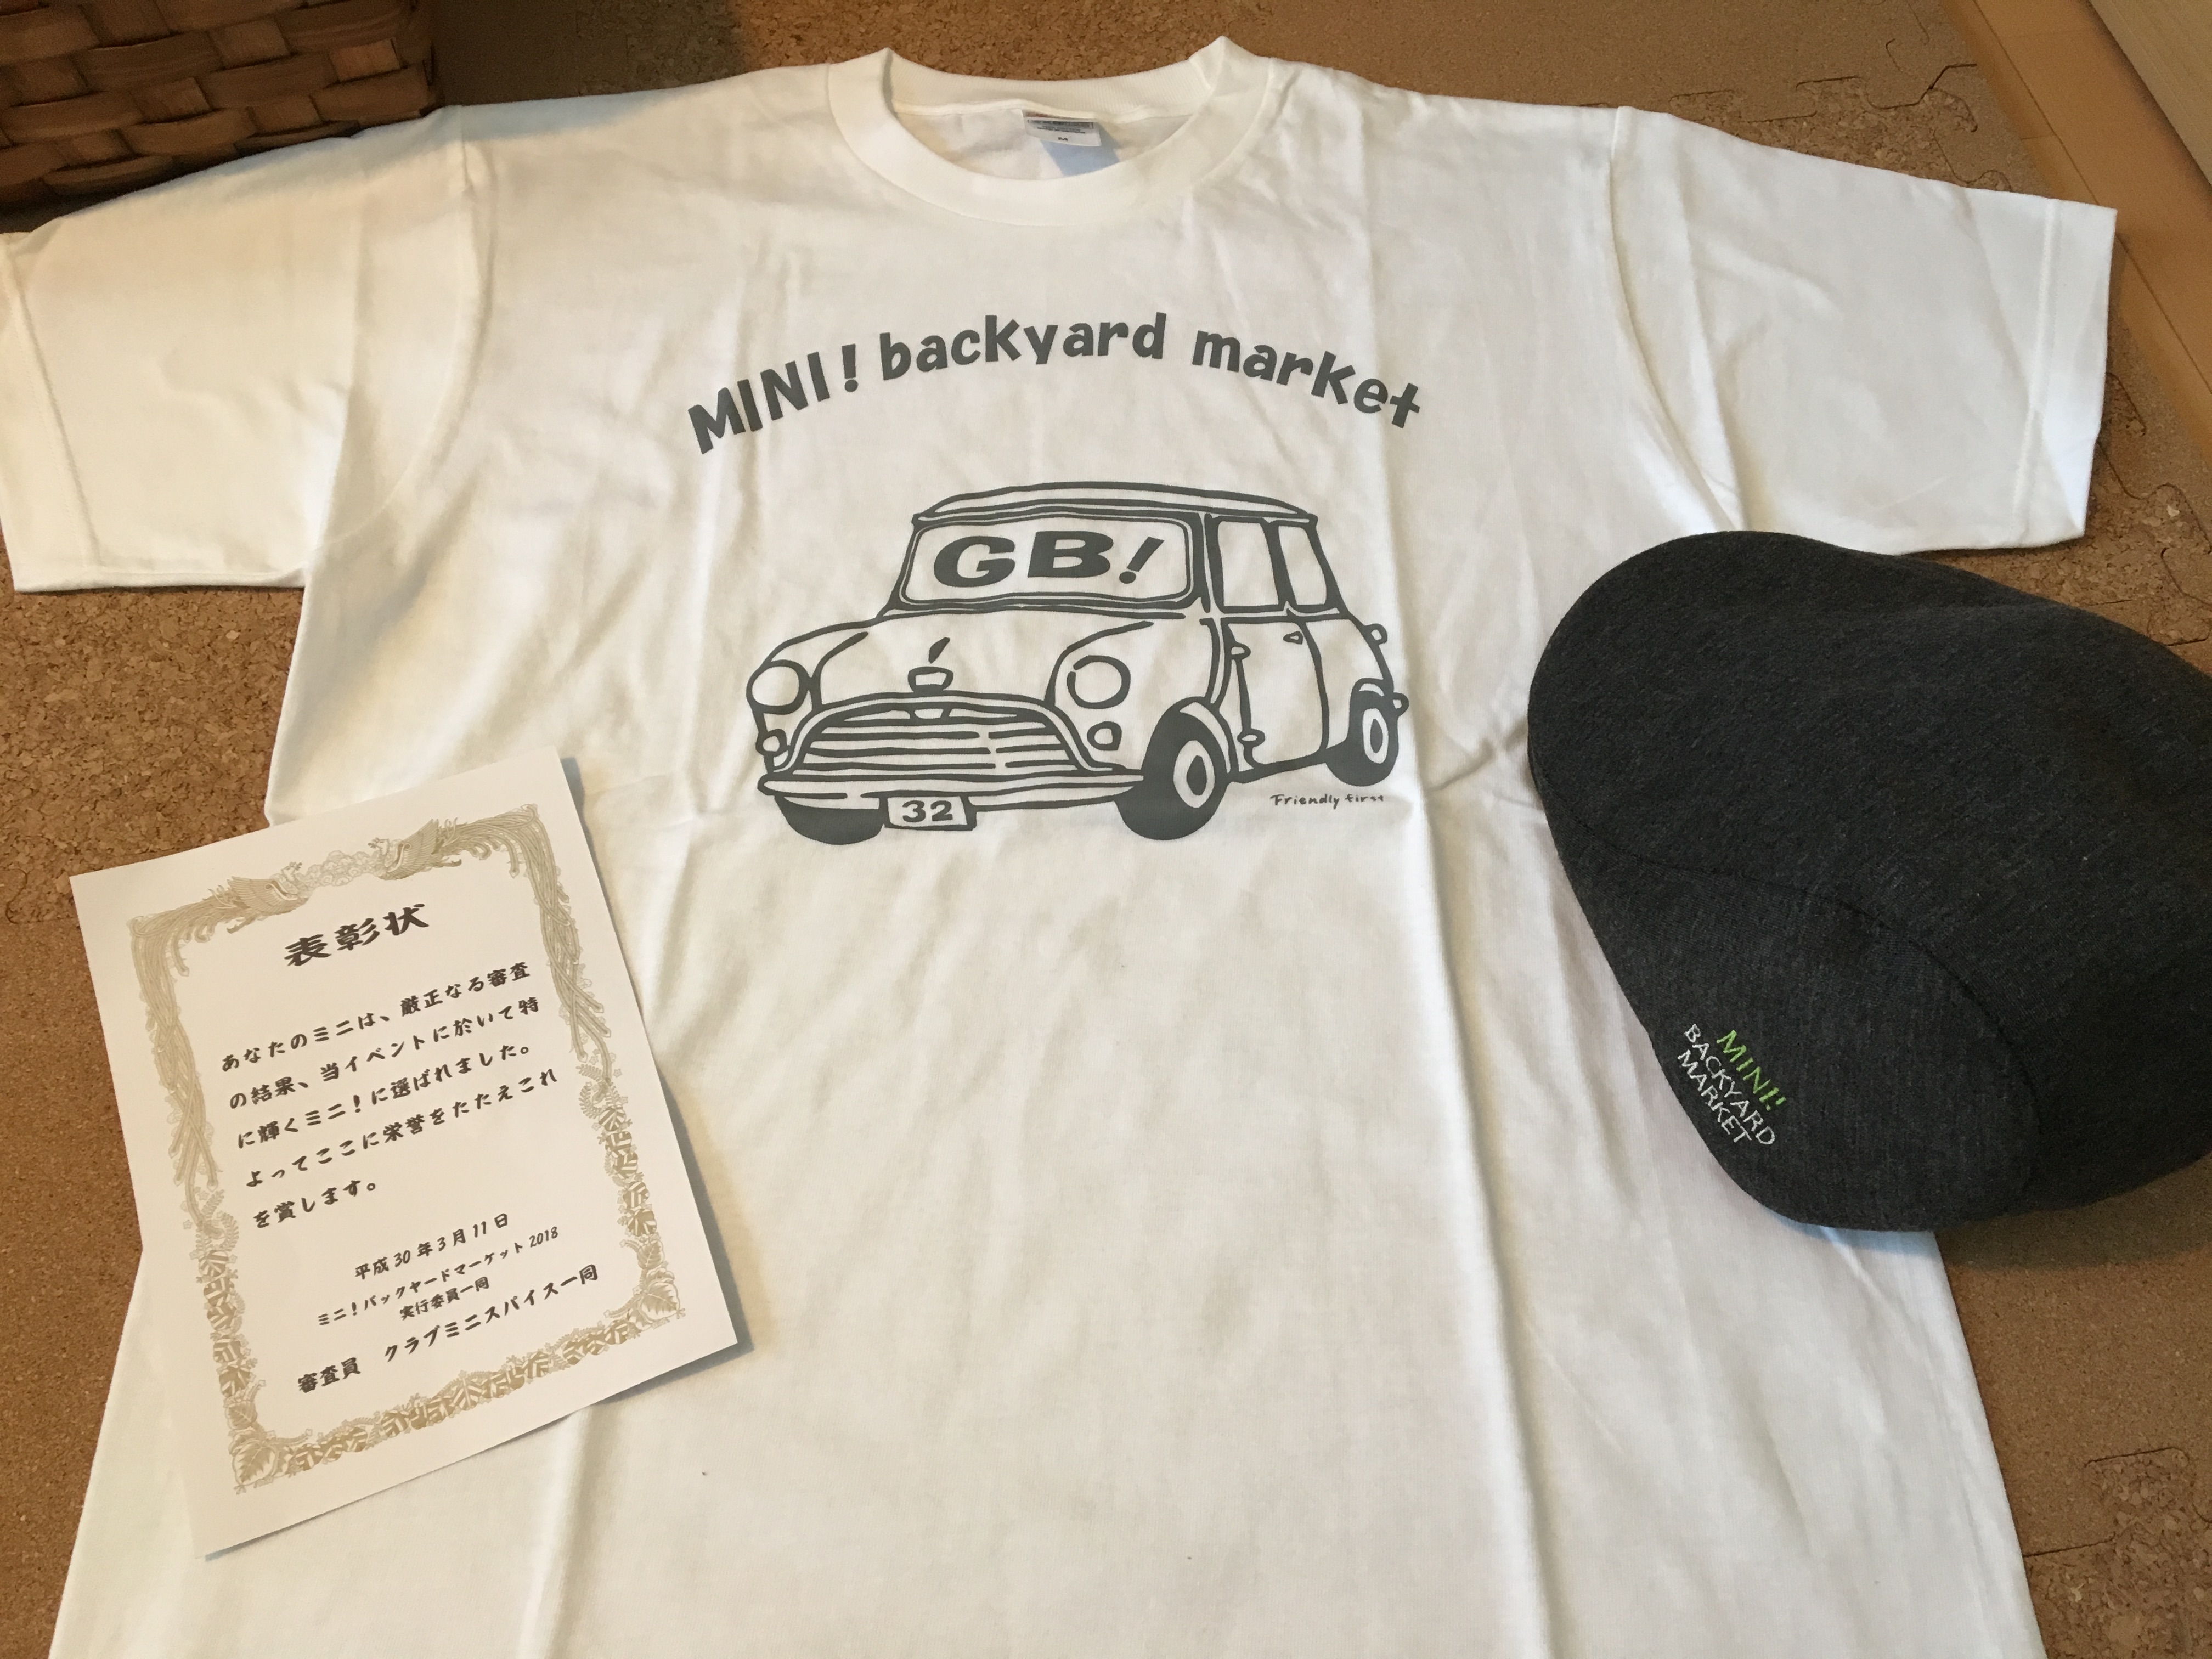 M
MINI! backyard market
GB!
32
Friendly first
表彰状
あなたのミニは、厳正なる審査
の結果、当イベントに於いて特
に輝くミニ!に選ばれました。
よってここに栄誉をたたえこれ
を賞します。
平成30年3月11日
ミニ!バックヤードマーケット2018
実行委員一同
審査員 クラブミニスパイス一同
MINI!
BACKYARD
MARKET